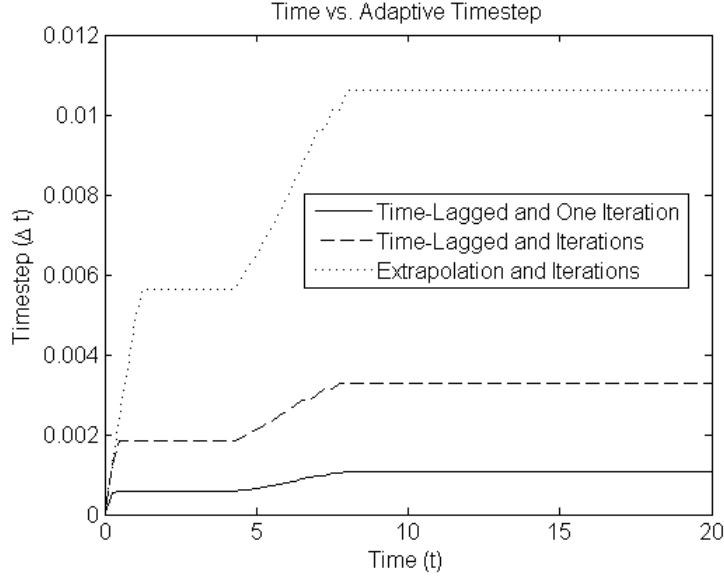 Time vs. Adaptive Timestep
0.012
0.01
0.008
0.006
0.004
0.002
0
Timestep (Δ t)
Time-Lagged and One Iteration
Time-Lagged and Iterations
Extrapolation and Iterations
0 5 10 15 20
Time (t)